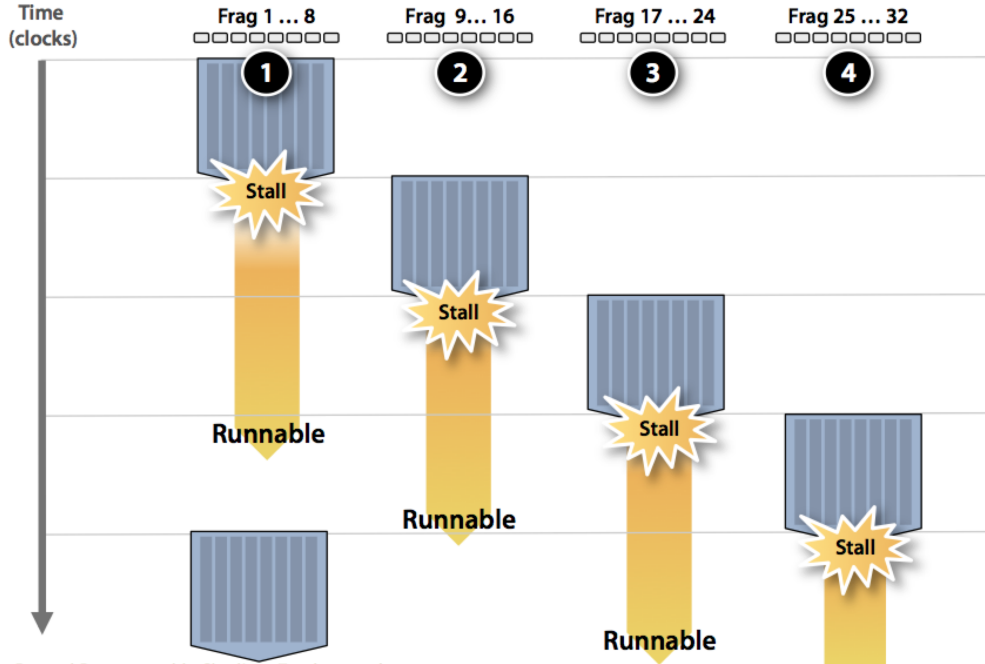 Time
(clocks)
Frag 1 … 8
Frag 9… 16
Frag 17 … 24
Frag 25 … 32
1
2
3
4
Stall
Stall
Stall
Runnable
Runnable
Stall
Runnable